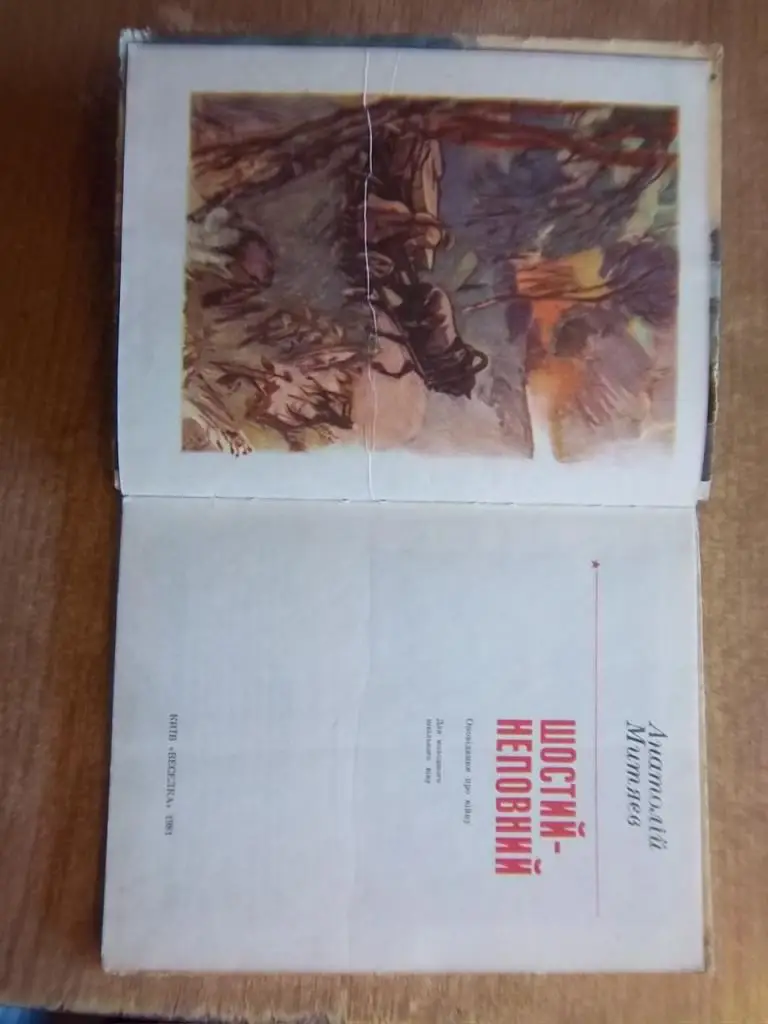 Анатолій
Митяєв
ШОСТИЙ-
НЕПОВНИЙ
Оповідання про війну
Для молодшого
шкільного віку
КИЇВ «ВЕСЕЛКА» 1981